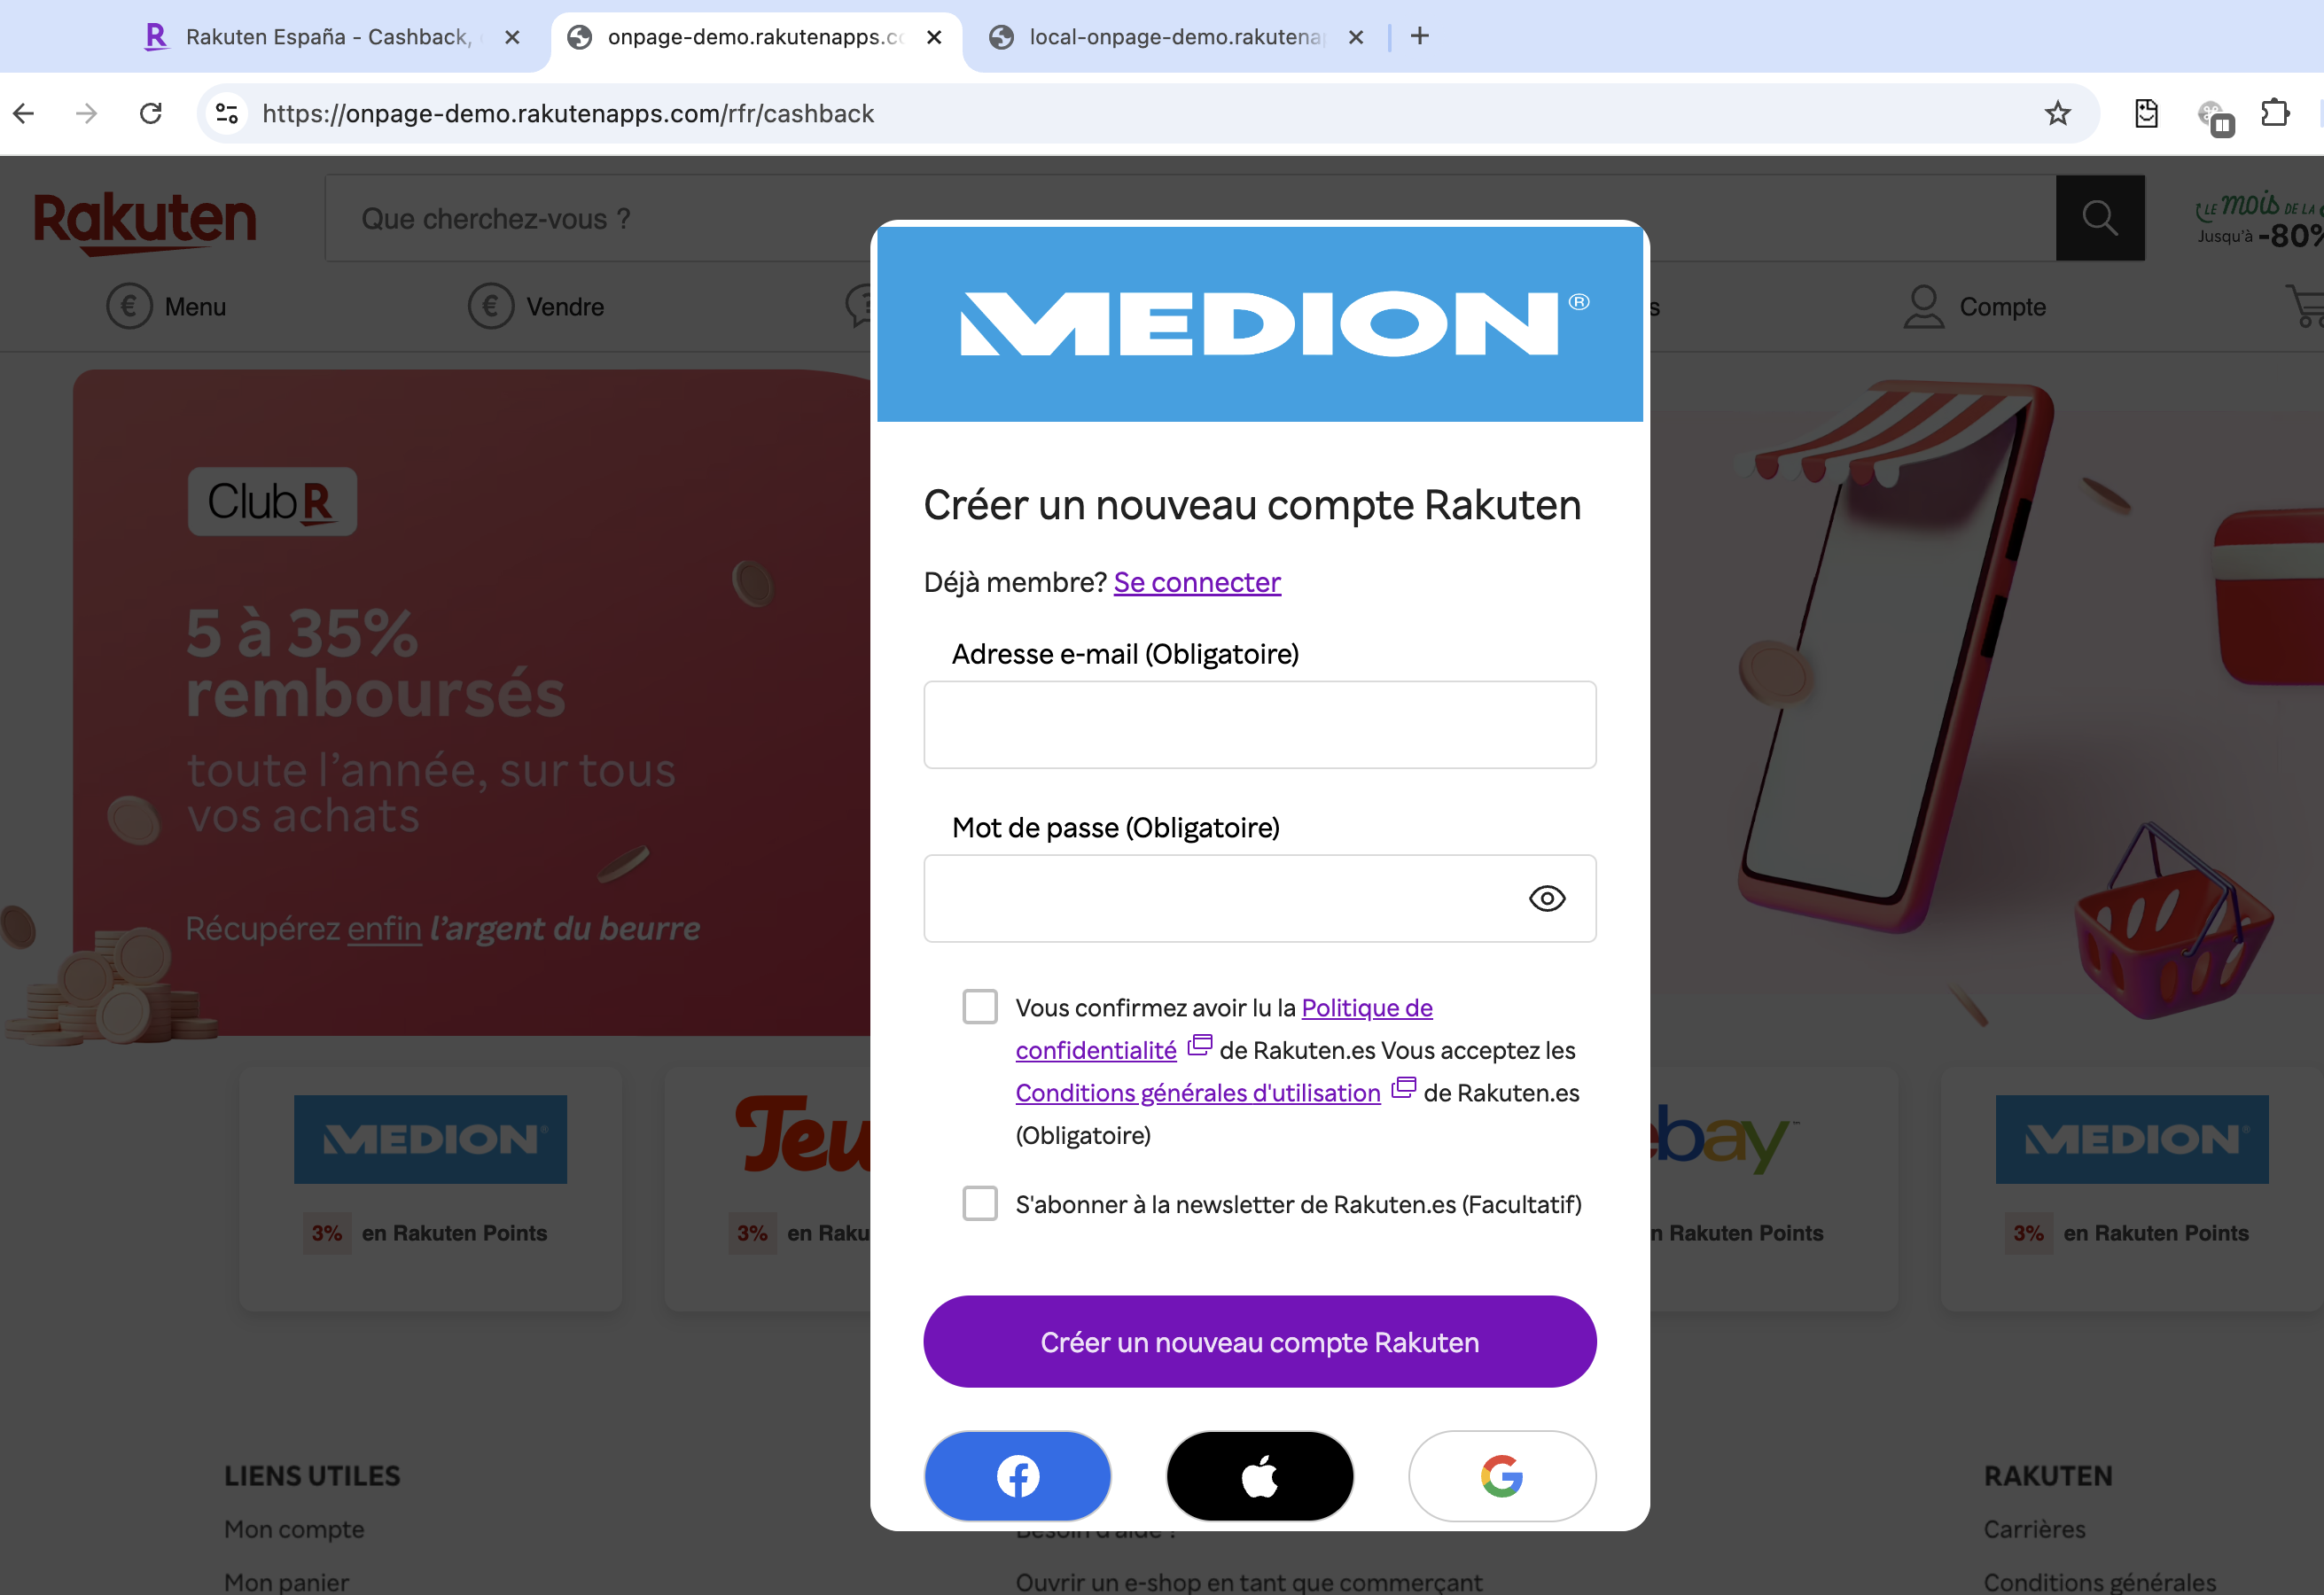 Rakuten España - Cashback,
onpage-demo.rakutenapps.co
local-onpage-demo.rakutena
https://onpage-demo.rakutenapps.com/rfr/cashback
Rakuten
Que cherchez-vous ?
LE mois DE LA
Jusqu'à -80%
€ Menu
€ Vendre
?
s
Compte
MEDION®
Créer un nouveau compte Rakuten
Déjà membre? Se connecter
Adresse e-mail (Obligatoire)
Mot de passe (Obligatoire)
Vous confirmez avoir lu la Politique de
confidentialité de Rakuten.es Vous acceptez les
Conditions générales d'utilisation de Rakuten.es
(Obligatoire)
S'abonner à la newsletter de Rakuten.es (Facultatif)
Créer un nouveau compte Rakuten
Club R
5 à 35%
remboursés
toute l'année, sur tous
vos achats
Récupérez enfin l'argent du beurre
MEDION®
3% en Rakuten Points
3% en Raku
ebay™
n Rakuten Points
MEDION®
3% en Rakuten Points
LIENS UTILES
Mon compte
Mon panier
Besoin d'aide ?
Ouvrir un e-shop en tant que commerçant
RAKUTEN
Carrières
Conditions générales